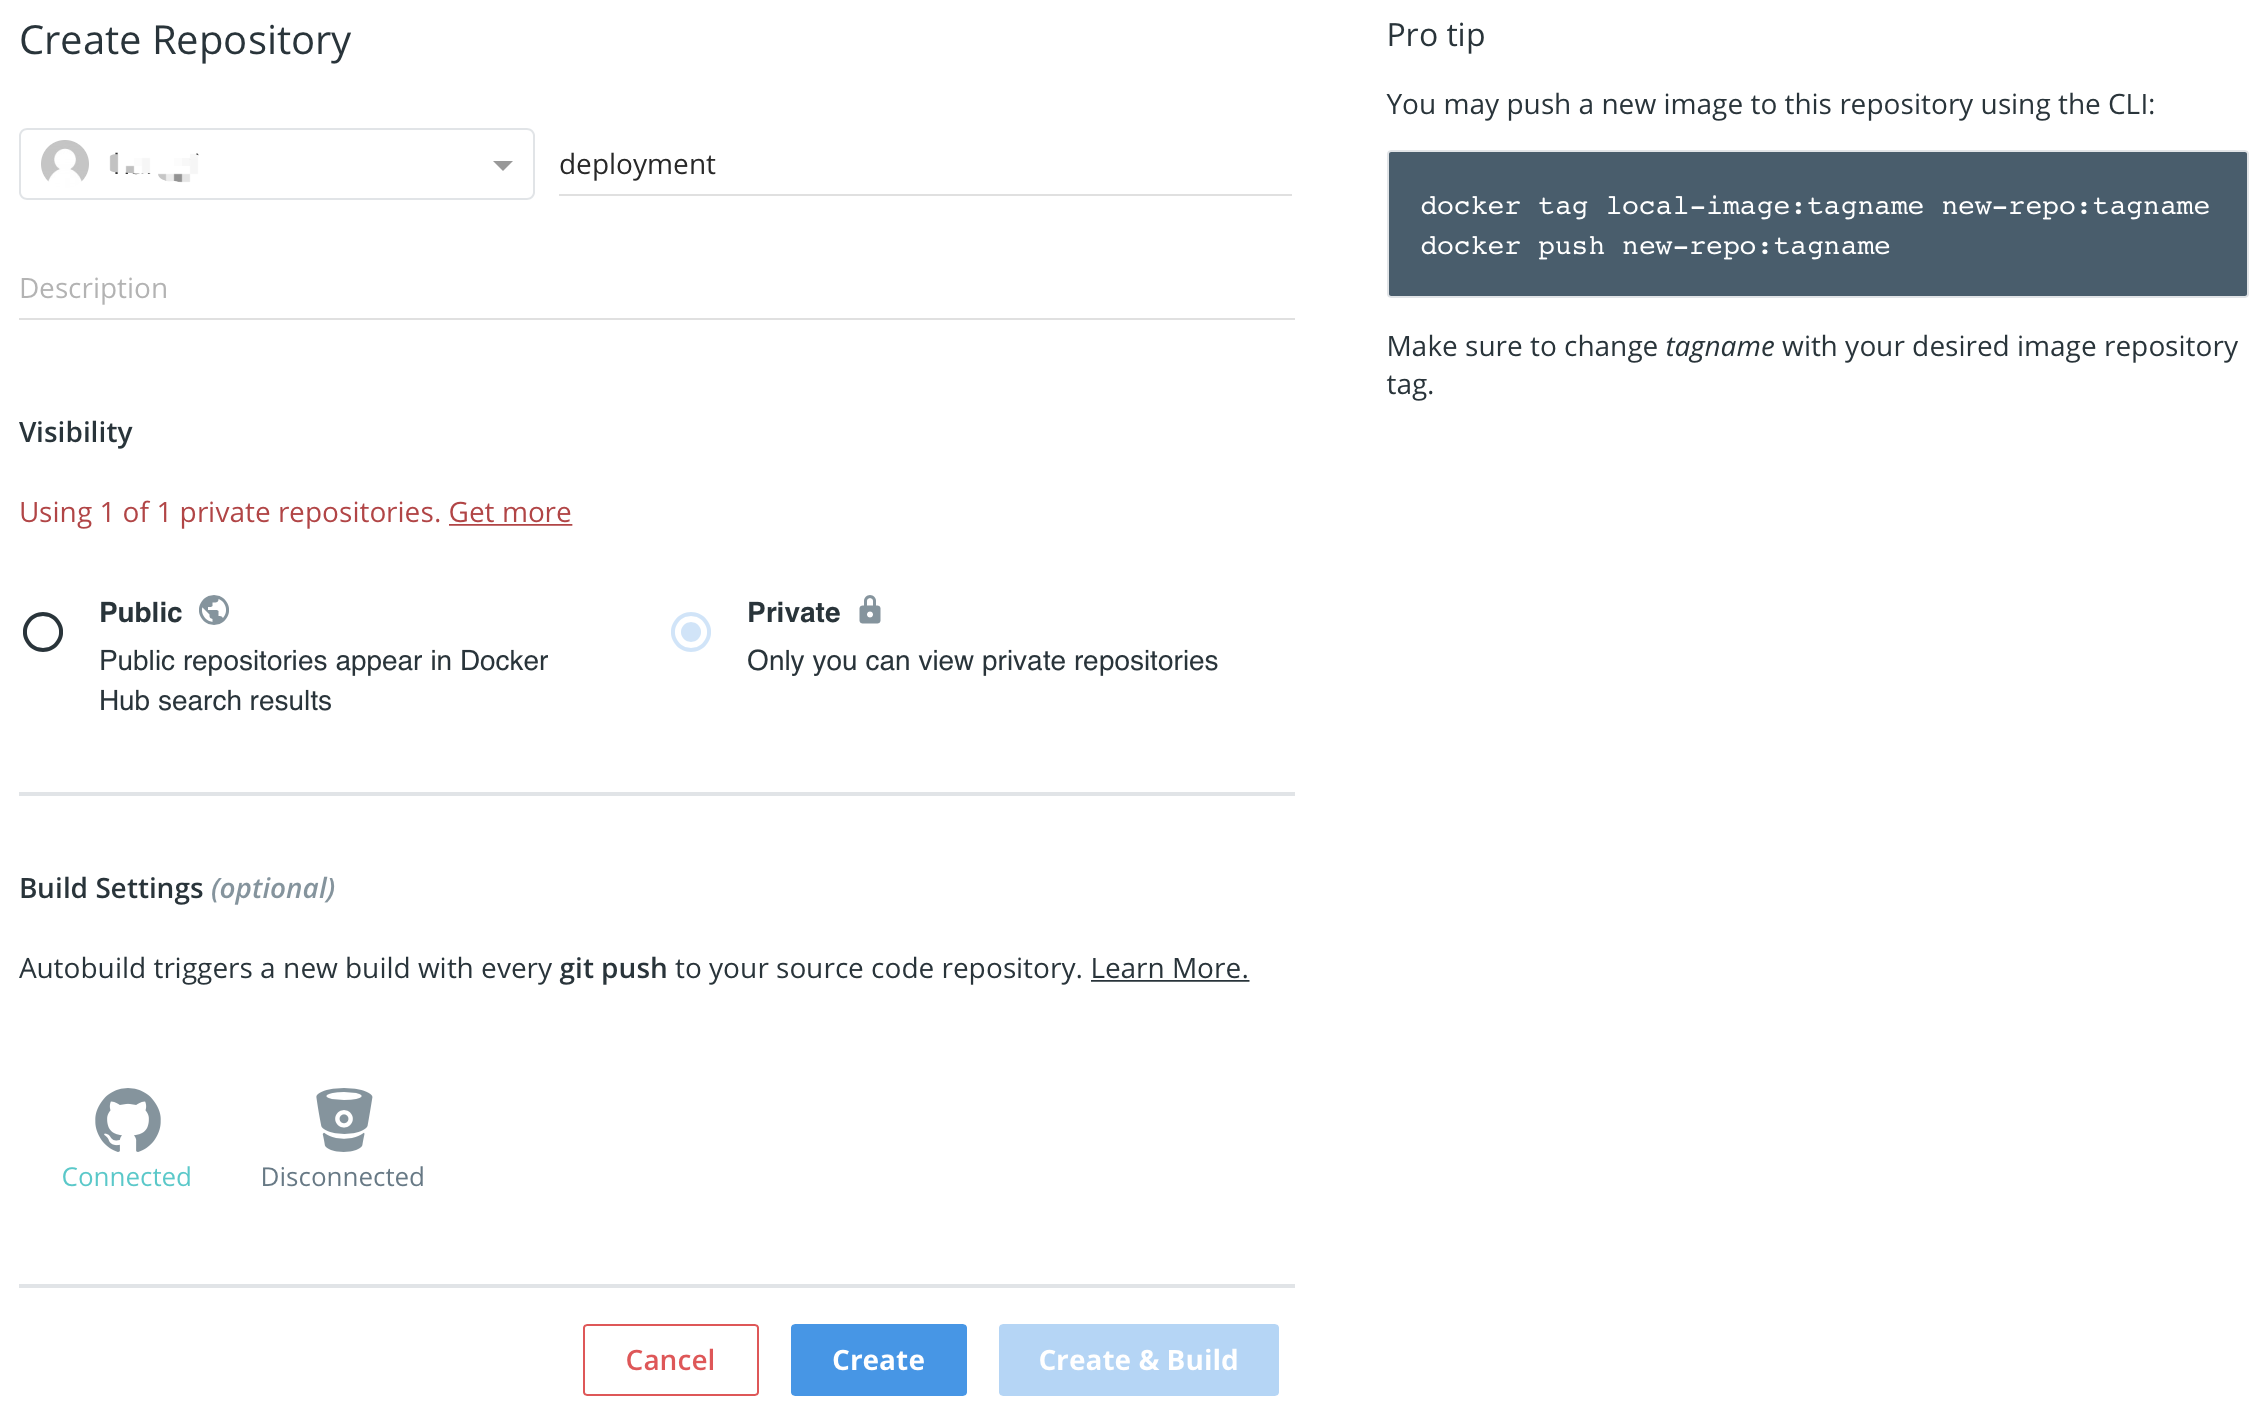 Create Repository
deployment
Description
Visibility
Using 1 of 1 private repositories. Get more
Public
Public repositories appear in Docker
Hub search results
Private
Only you can view private repositories
Build Settings (optional)
Autobuild triggers a new build with every git push to your source code repository. Learn More.
Connected
Disconnected
Cancel
Create
Create & Build
Pro tip
You may push a new image to this repository using the CLI:
docker tag local-image:tagname new-repo:tagname
docker push new-repo:tagname
Make sure to change tagname with your desired image repository
tag.